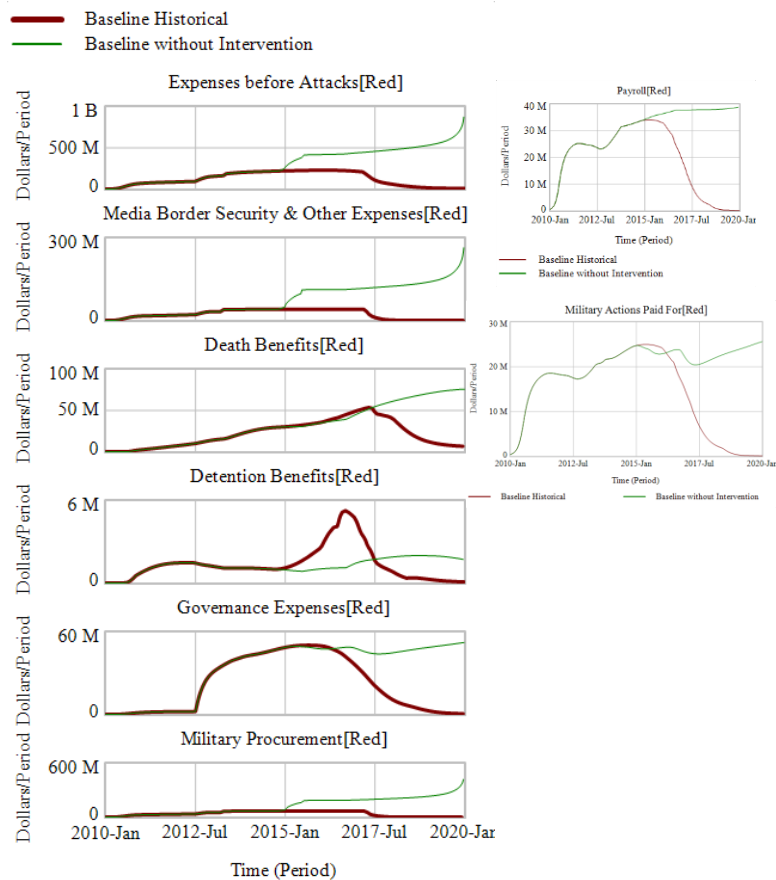 Baseline Historical
Baseline without Intervention
Expenses before Attacks[Red]
Dollars/Period
1 B
500 M
0
Media Border Security & Other Expenses[Red]
Dollars/Period
300 M
0
Death Benefits[Red]
Dollars/Period
100 M
50 M
0
Detention Benefits[Red]
Dollars/Period
6 M
0
Governance Expenses[Red]
Dollars/Period
60 M
0
Military Procurement[Red]
Dollars/Period
600 M
0
2010-Jan 2012-Jul 2015-Jan 2017-Jul 2020-Jan
Time (Period)
Payroll[Red]
Dollars/Period
40 M
30 M
20 M
10 M
0
2010-Jan 2012-Jul 2015-Jan 2017-Jul 2020-Jan
Time (Period)
Baseline Historical
Baseline without Intervention
Military Actions Paid For[Red]
Dollars/Period
30 M
20 M
10 M
0
2010-Jan 2012-Jul 2015-Jan 2017-Jul 2020-Jan
Time (Period)
Baseline Historical Baseline without Intervention